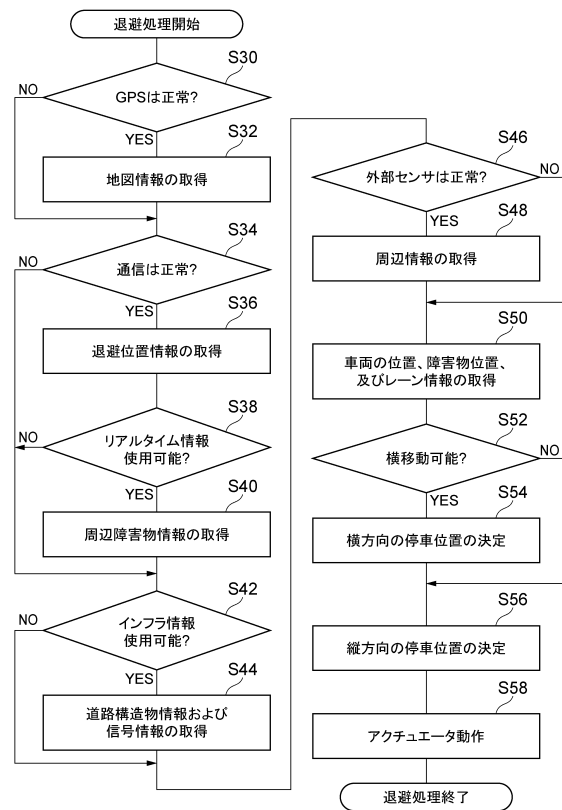 退避処理開始
S30
NO
GPSは正常?
YES
S32
地図情報の取得
S34
NO
通信は正常?
YES
S36
退避位置情報の取得
S38
NO
リアルタイム情報
使用可能?
YES
S40
周辺障害物情報の取得
S42
NO
インフラ情報
使用可能?
YES
S44
道路構造物情報および
信号情報の取得
S46
NO
外部センサは正常?
YES
S48
周辺情報の取得
S50
車両の位置、障害物位置、
及びレーン情報の取得
S52
NO
横移動可能?
YES
S54
横方向の停車位置の決定
S56
縦方向の停車位置の決定
S58
アクチュエータ動作
退避処理終了